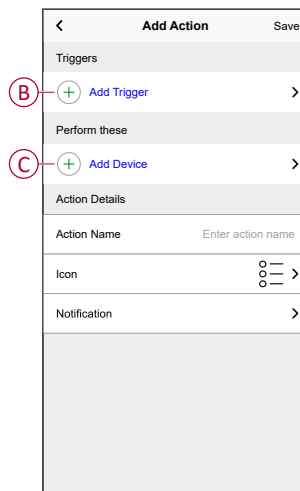 Add Action Save
Triggers
B Add Trigger
Perform these
C Add Device
Action Details
Action Name Enter action name
Icon
Notification